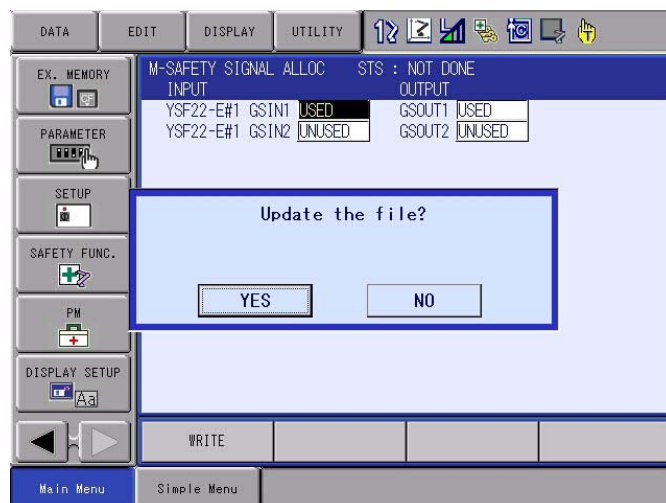 DATA EDIT DISPLAY UTILITY
EX. MEMORY
CF
PARAMETER
SETUP
SAFETY FUNC.
PM
DISPLAY SETUP
Aa
M-SAFETY SIGNAL ALLOC STS : NOT DONE
INPUT OUTPUT
YSF22-E#1 GSIN1 USED GSOUT1 USED
YSF22-E#1 GSIN2 UNUSED GSOUT2 UNUSED
Update the file?
YES NO
WRITE
Main Menu Simple Menu